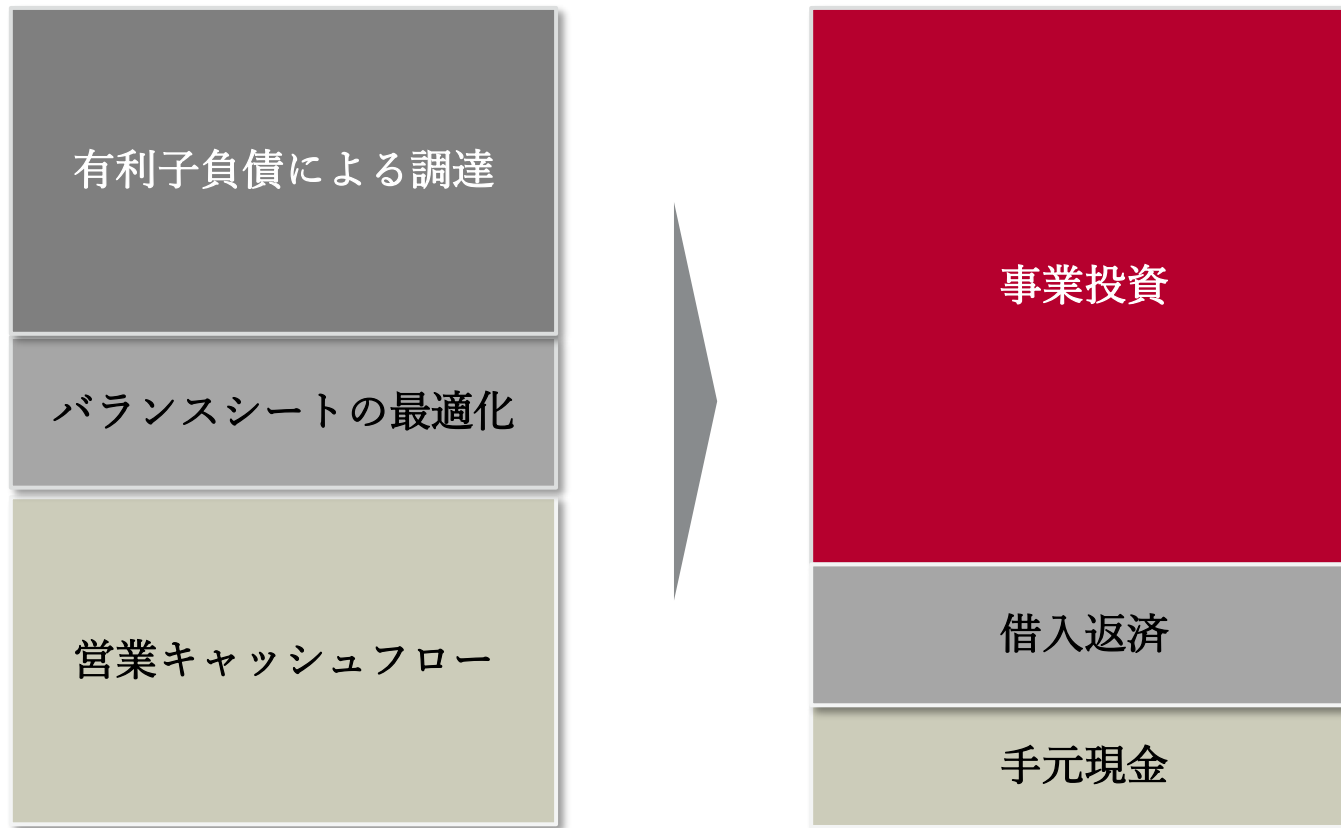 有利子負債による調達
バランスシートの最適化
営業キャッシュフロー
事業投資
借入返済
手元現金